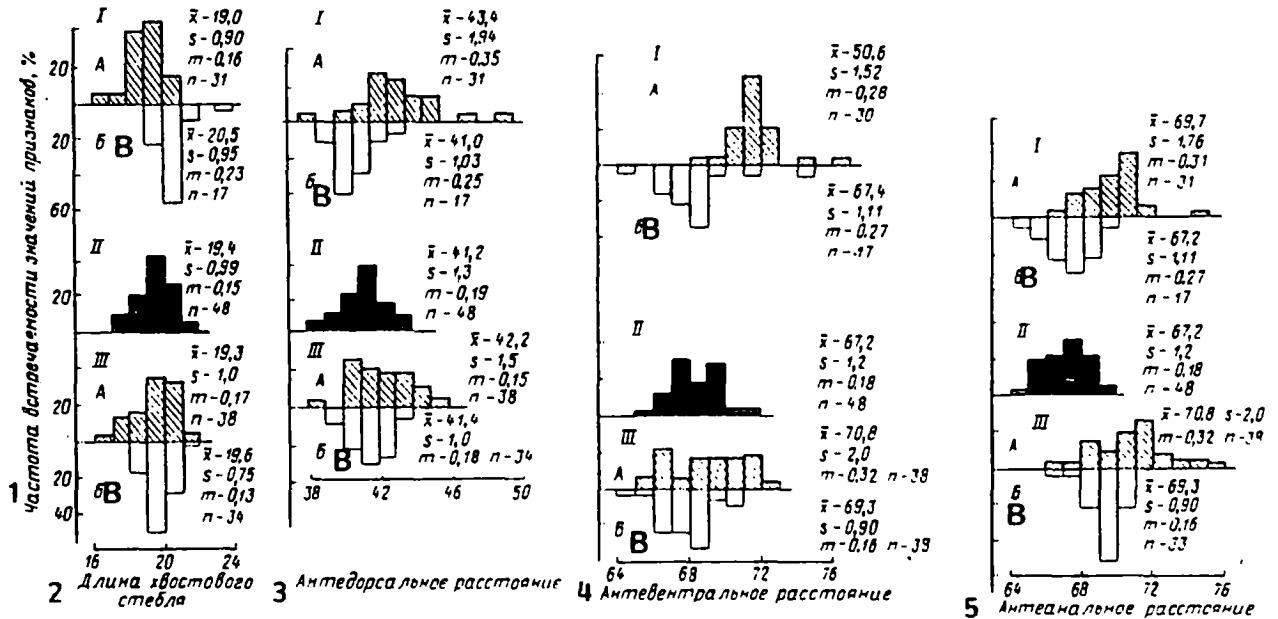 Частота встречаемости значений признаков, %
1
I
А
20
x̄-19,0
s-0,90
m-0,16
n-31
Б
В
20
60
x̄-20,5
s-0,95
m-0,23
n-17
II
20
x̄-19,4
s-0,99
m-0,15
n-48
III
А
20
x̄-19,3
s-1,0
m-0,17
n-38
Б
В
20
40
x̄-19,6
s-0,75
m-0,13
n-34
16 20 24
2 Длина хвостового
стебля
I
А
x̄-43,4
s-1,94
m-0,35
n-31
Б
В
x̄-41,0
s-1,03
m-0,25
n-17
II
x̄-41,2
s-1,3
m-0,19
n-48
III
А
x̄-42,2
s-1,5
m-0,15
n-38
Б
В
x̄-41,4
s-1,0
m-0,18 n-34
38 42 46 50
3 Антедорсальное расстояние
I
А
x̄-50,6
s-1,52
m-0,28
n-30
В
x̄-67,4
s-1,11
m-0.27
n-17
II
x̄-67,2
s-1,2
m-0.18
n-48
III
А
x̄-70,8
s-2,0
m-0,32 n-38
В
В
x̄-69,3
s-0,90
m-0.16 n-33
64 68 72 76
4 Антевентральное расстояние
I
А
x̄-69,7
s-1,76
m-0.31
n-31
В
x̄-67,2
s-1,11
m-0.27
n-17
II
x̄-67,2
s-1,2
m-0.18
n-48
III
А
x̄-70,8 s-2,0
m-0,32 n-38
Б
В
x̄-69,3
s-0,90
m-0,16
n-33
64 68 72 76
5 Антеанальное расстояние